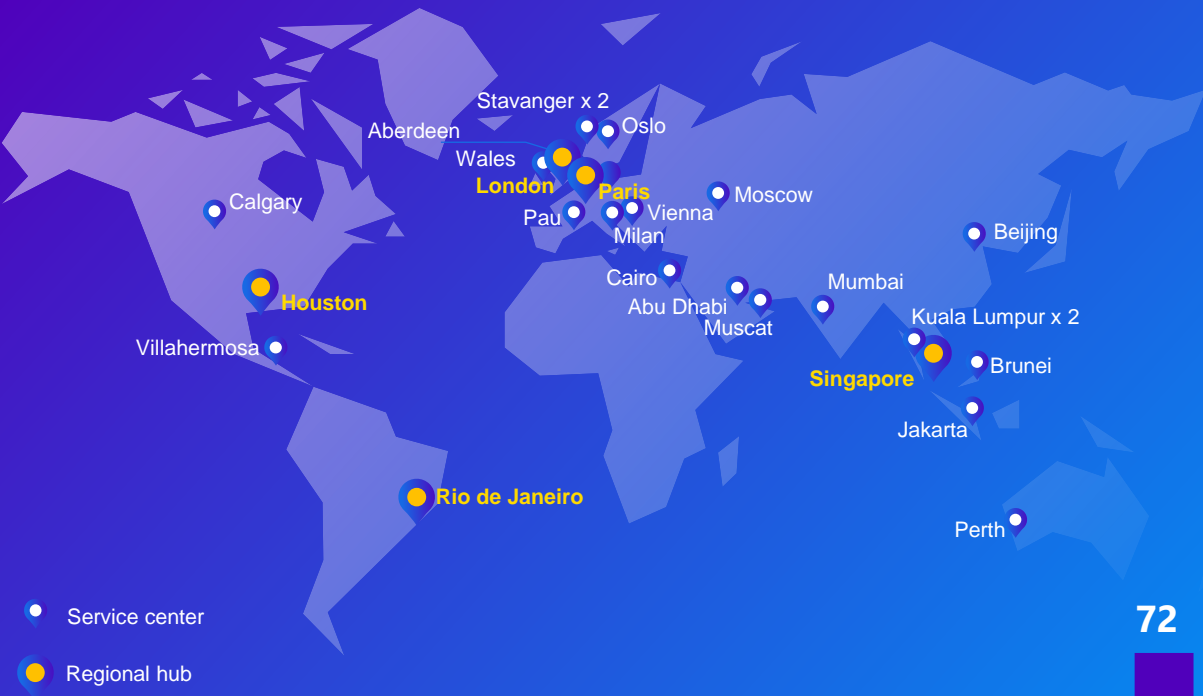 Stavanger x 2
Oslo
Aberdeen
Wales
London
Paris
Moscow
Calgary
Pau
Vienna
Milan
Beijing
Cairo
Mumbai
Abu Dhabi
Houston
Muscat
Kuala Lumpur x 2
Villahermosa
Brunei
Singapore
Jakarta
Rio de Janeiro
Perth
Service center
72
Regional hub